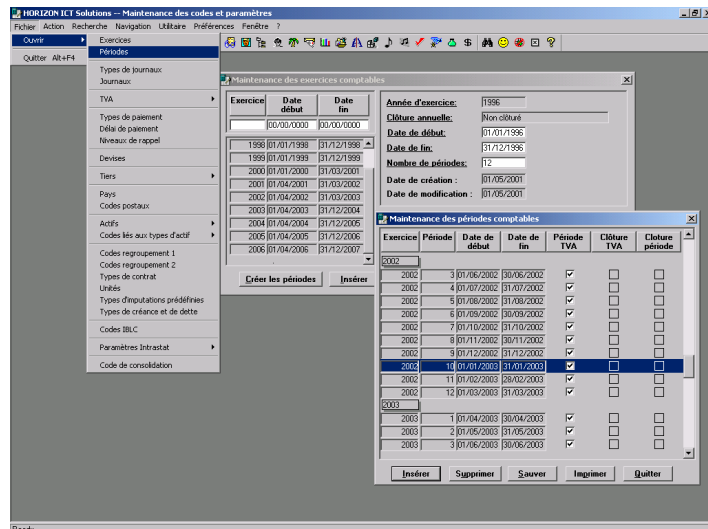 HORIZON ICT Solutions -- Maintenance des codes et paramètres
Fichier Action Recherche Navigation Utilitaire Préférences Fenêtre ?
Ouvrir
Quitter Alt+F4
Exercices
Périodes
Types de journaux
Journaux
TVA
Types de paiement
Délai de paiement
Niveaux de rappel
Devises
Tiers
Pays
Codes postaux
Actifs
Codes liés aux types d'actif
Codes regroupement 1
Codes regroupement 2
Types de contrat
Unités
Types d'imputations prédéfinies
Types de créance et de dette
Codes IBLC
Paramètres Intrastat
Code de consolidation
Maintenance des exercices comptables
Exercice Date début Date fin
00/00/0000 00/00/0000
1998 01/01/1998 31/12/1998
1999 01/01/1999 31/12/1999
2000 01/01/2000 31/03/2001
2001 01/04/2001 31/03/2002
2002 01/04/2002 31/03/2003
2003 01/04/2003 31/12/2004
2004 01/04/2004 31/12/2005
2005 01/04/2005 31/12/2006
2006 01/04/2006 31/12/2007
Créer les périodes Insérer
Année d'exercice: 1996
Clôture annuelle: Non clôturé
Date de début: 01/01/1996
Date de fin: 31/12/1996
Nombre de périodes: 12
Date de création : 01/05/2001
Date de modification : 01/05/2001
Maintenance des périodes comptables
Exercice Période Date de début Date de fin Période TVA Clôture TVA Cloture période
2002
2002 3 01/06/2002 30/06/2002
2002 4 01/07/2002 31/07/2002
2002 5 01/08/2002 31/08/2002
2002 6 01/09/2002 30/09/2002
2002 7 01/10/2002 31/10/2002
2002 8 01/11/2002 30/11/2002
2002 9 01/12/2002 31/12/2002
2002 10 01/01/2003 31/01/2003
2002 11 01/02/2003 28/02/2003
2002 12 01/03/2003 31/03/2003
2003
2003 1 01/04/2003 30/04/2003
2003 2 01/05/2003 31/05/2003
2003 3 01/06/2003 30/06/2003
Insérer Supprimer Sauver Imprimer Quitter